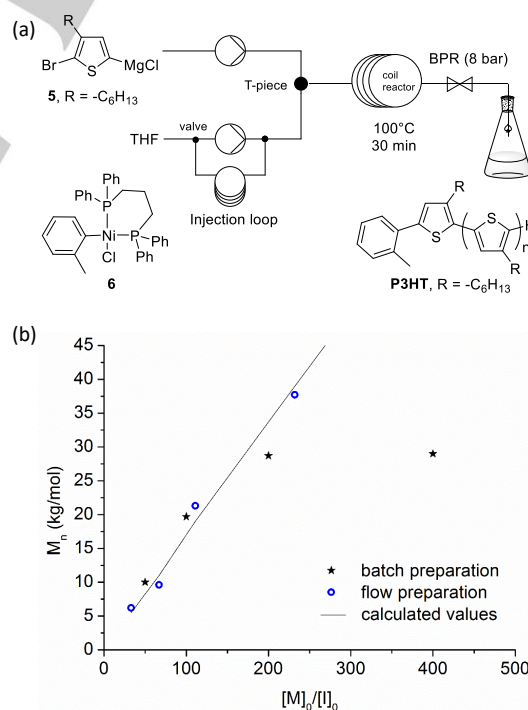 (a)
R
Br
S
MgCl
5, R = -C6H13
T-piece
coil
reactor
BPR (8 bar)
100°C
30 min
THF
valve
Injection loop
Ph
Ph
P
Ni
P
Ph
Ph
Cl
6
R
S
S
n
R
P3HT, R = -C6H13
(b)
Mn (kg/mol)
45
40
35
30
25
20
15
10
5
0
batch preparation
flow preparation
calculated values
0
100
200
300
400
500
[M]0/[I]0